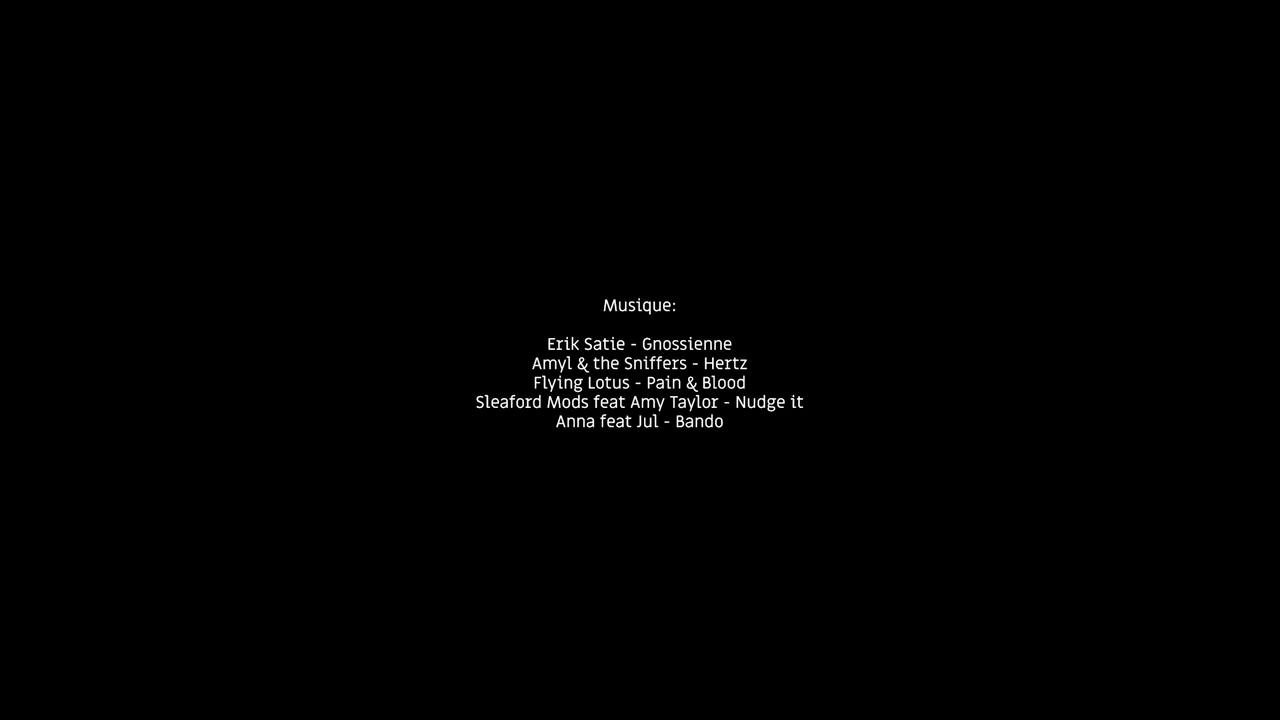 Musique:
Erik Satie - Gnossienne
Amyl & the Sniffers - Hertz
Flying Lotus - Pain & Blood
Sleaford Mods feat Amy Taylor - Nudge it
Anna feat Jul - Bando